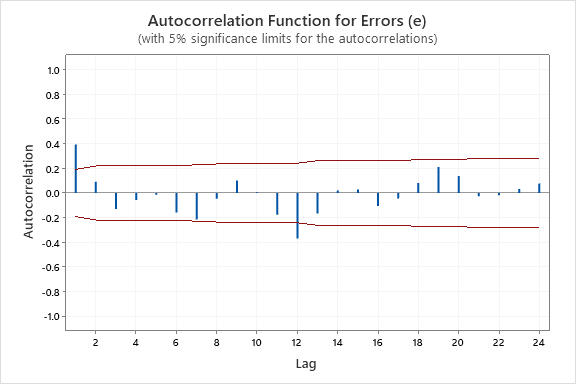 Autocorrelation Function for Errors (e)
(with 5% significance limits for the autocorrelations)
Autocorrelation
1.0
0.8
0.6
0.4
0.2
0.0
-0.2
-0.4
-0.6
-0.8
-1.0
2 4 6 8 10 12 14 16 18 20 22 24
Lag